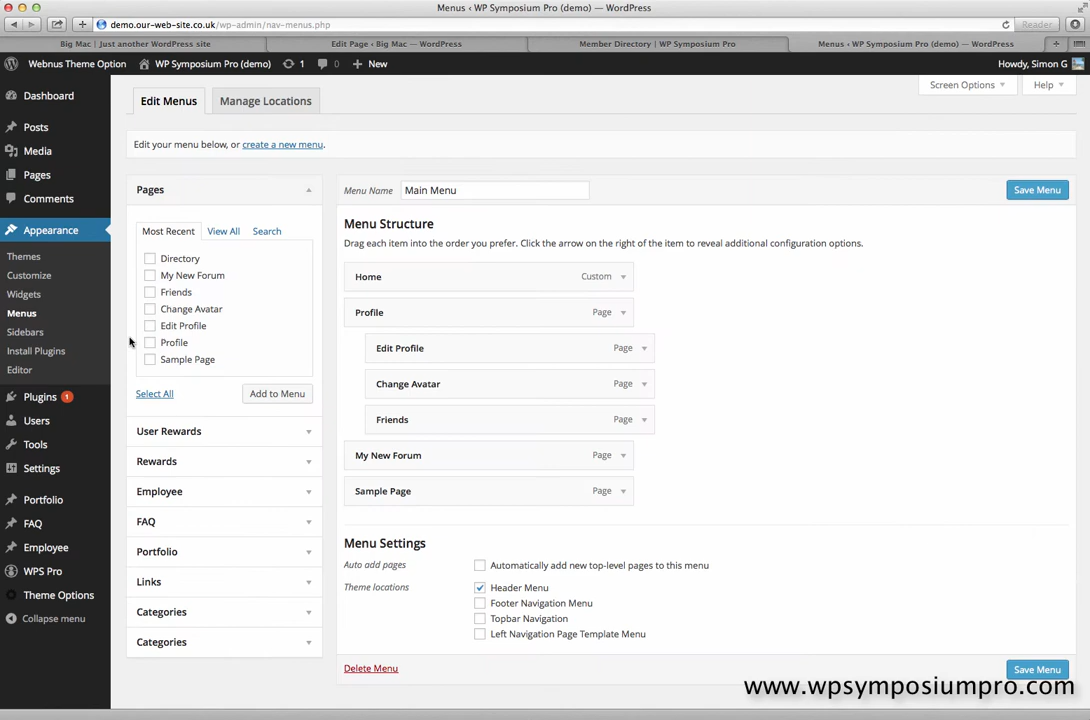 Menus ‹ WP Symposium Pro (demo) — WordPress
demo.our-web-site.co.uk/wp-admin/nav-menus.php
Reader
Big Mac | Just another WordPress site
Edit Page ‹ Big Mac — WordPress
Member Directory | WP Symposium Pro
Menus ‹ WP Symposium Pro (demo) — WordPress
Webnus Theme Option
WP Symposium Pro (demo)
1
0
+ New
Howdy, Simon G
Screen Options
Help
Dashboard
Posts
Media
Pages
Comments
Appearance
Themes
Customize
Widgets
Menus
Sidebars
Install Plugins
Editor
Plugins 1
Users
Tools
Settings
Portfolio
FAQ
Employee
WPS Pro
Theme Options
Collapse menu
Edit Menus
Manage Locations
Edit your menu below, or create a new menu.
Pages
Most Recent
View All
Search
Directory
My New Forum
Friends
Change Avatar
Edit Profile
Profile
Sample Page
Select All
Add to Menu
User Rewards
Rewards
Employee
FAQ
Portfolio
Links
Categories
Categories
Menu Name
Main Menu
Save Menu
Menu Structure
Drag each item into the order you prefer. Click the arrow on the right of the item to reveal additional configuration options.
Home Custom
Profile Page
Edit Profile Page
Change Avatar Page
Friends Page
My New Forum Page
Sample Page Page
Menu Settings
Auto add pages
Automatically add new top-level pages to this menu
Theme locations
Header Menu
Footer Navigation Menu
Topbar Navigation
Left Navigation Page Template Menu
Delete Menu
Save Menu
www.wpsymposiumpro.com